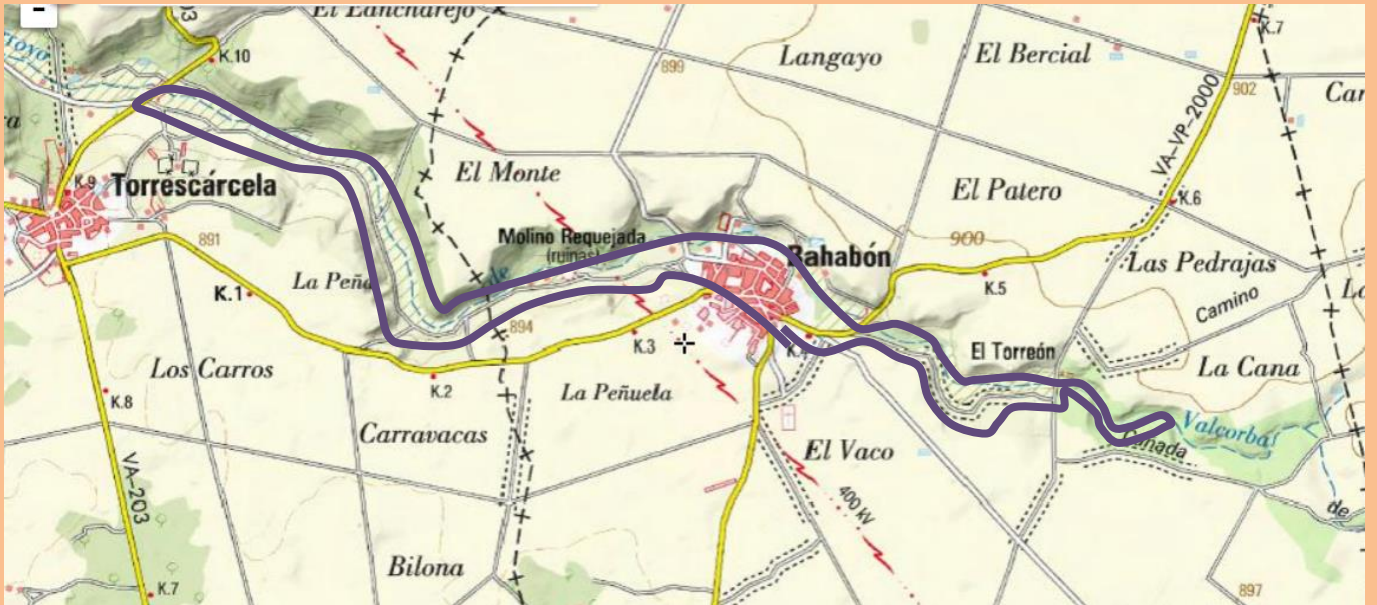 El Lancharejo
K.7
K.10
Langayo
El Bercial
899
902
VA-VP-2000
K.9
Torrescárcela
El Monte
El Patero
K.6
891
Molino Requejada
(ruinas)
de
Bahabón
900
Las Pedrajas
La Peña
K.1
K.5
Camino
894
K.3
K.4
El Torreón
Los Carros
K.2
La Peñuela
La Cana
K.8
Carravacas
El Vaco
Valcorba
Cañada
VA-203
400 kV
de
Bilona
K.7
897